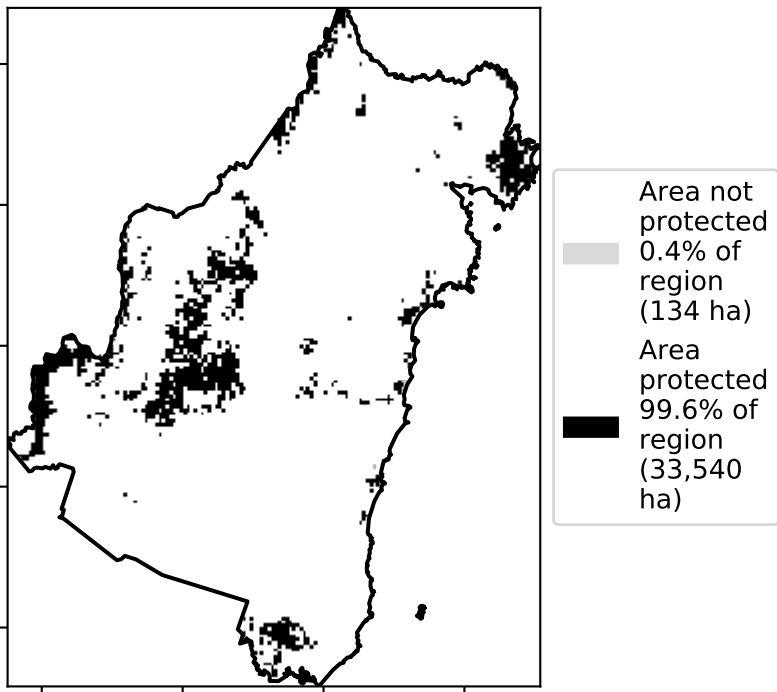 Area not
protected
0.4% of
region
(134 ha)
Area
protected
99.6% of
region
(33,540
ha)